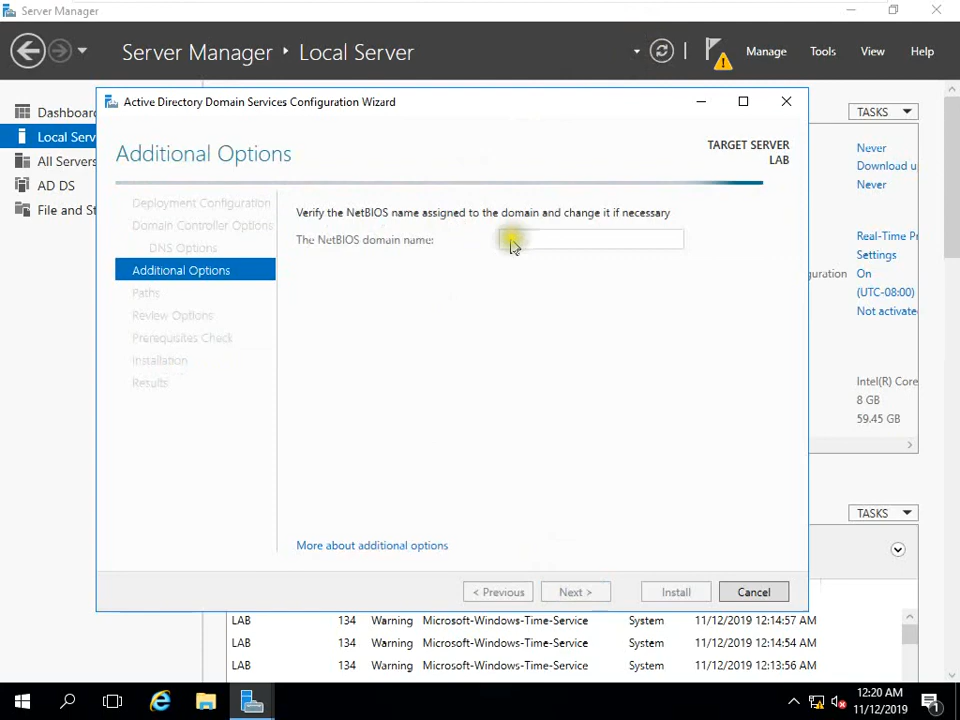 Server Manager
Server Manager ‣ Local Server
Manage
Tools
View
Help
Dashboard
Local Serv
All Servers
AD DS
File and St
Active Directory Domain Services Configuration Wizard
Additional Options
TARGET SERVER
LAB
Deployment Configuration
Domain Controller Options
DNS Options
Additional Options
Paths
Review Options
Prerequisites Check
Installation
Results
Verify the NetBIOS name assigned to the domain and change it if necessary
The NetBIOS domain name:
More about additional options
< Previous
Next >
Install
Cancel
TASKS
Never
Download u
Never
Real-Time Pr
Settings
figuration On
(UTC-08:00)
Not activate
Intel(R) Core
8 GB
59.45 GB
TASKS
LAB 134 Warning Microsoft-Windows-Time-Service System 11/12/2019 12:14:57 AM
LAB 134 Warning Microsoft-Windows-Time-Service System 11/12/2019 12:14:54 AM
LAB 134 Warning Microsoft-Windows-Time-Service System 11/12/2019 12:13:56 AM
12:20 AM
11/12/2019
1